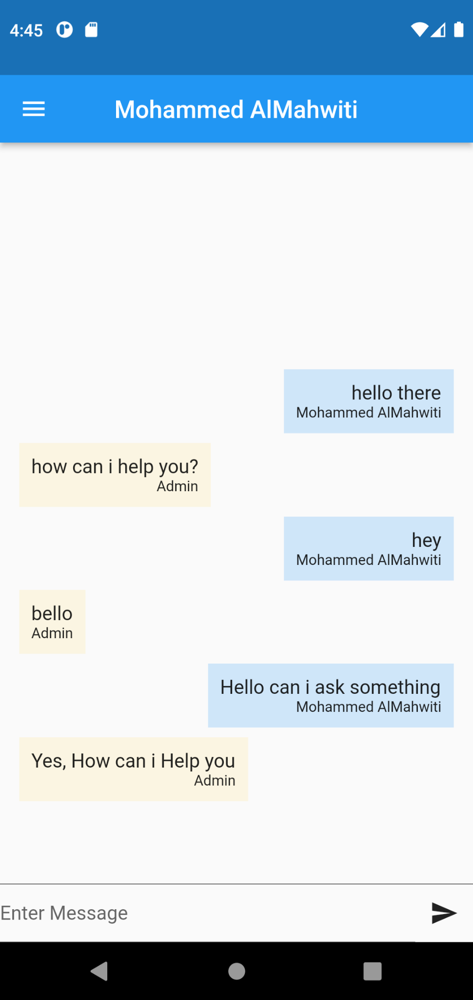 4:45
Mohammed AlMahwiti
hello there
Mohammed AlMahwiti
how can i help you?
Admin
hey
Mohammed AlMahwiti
bello
Admin
Hello can i ask something
Mohammed AlMahwiti
Yes, How can i Help you
Admin
Enter Message